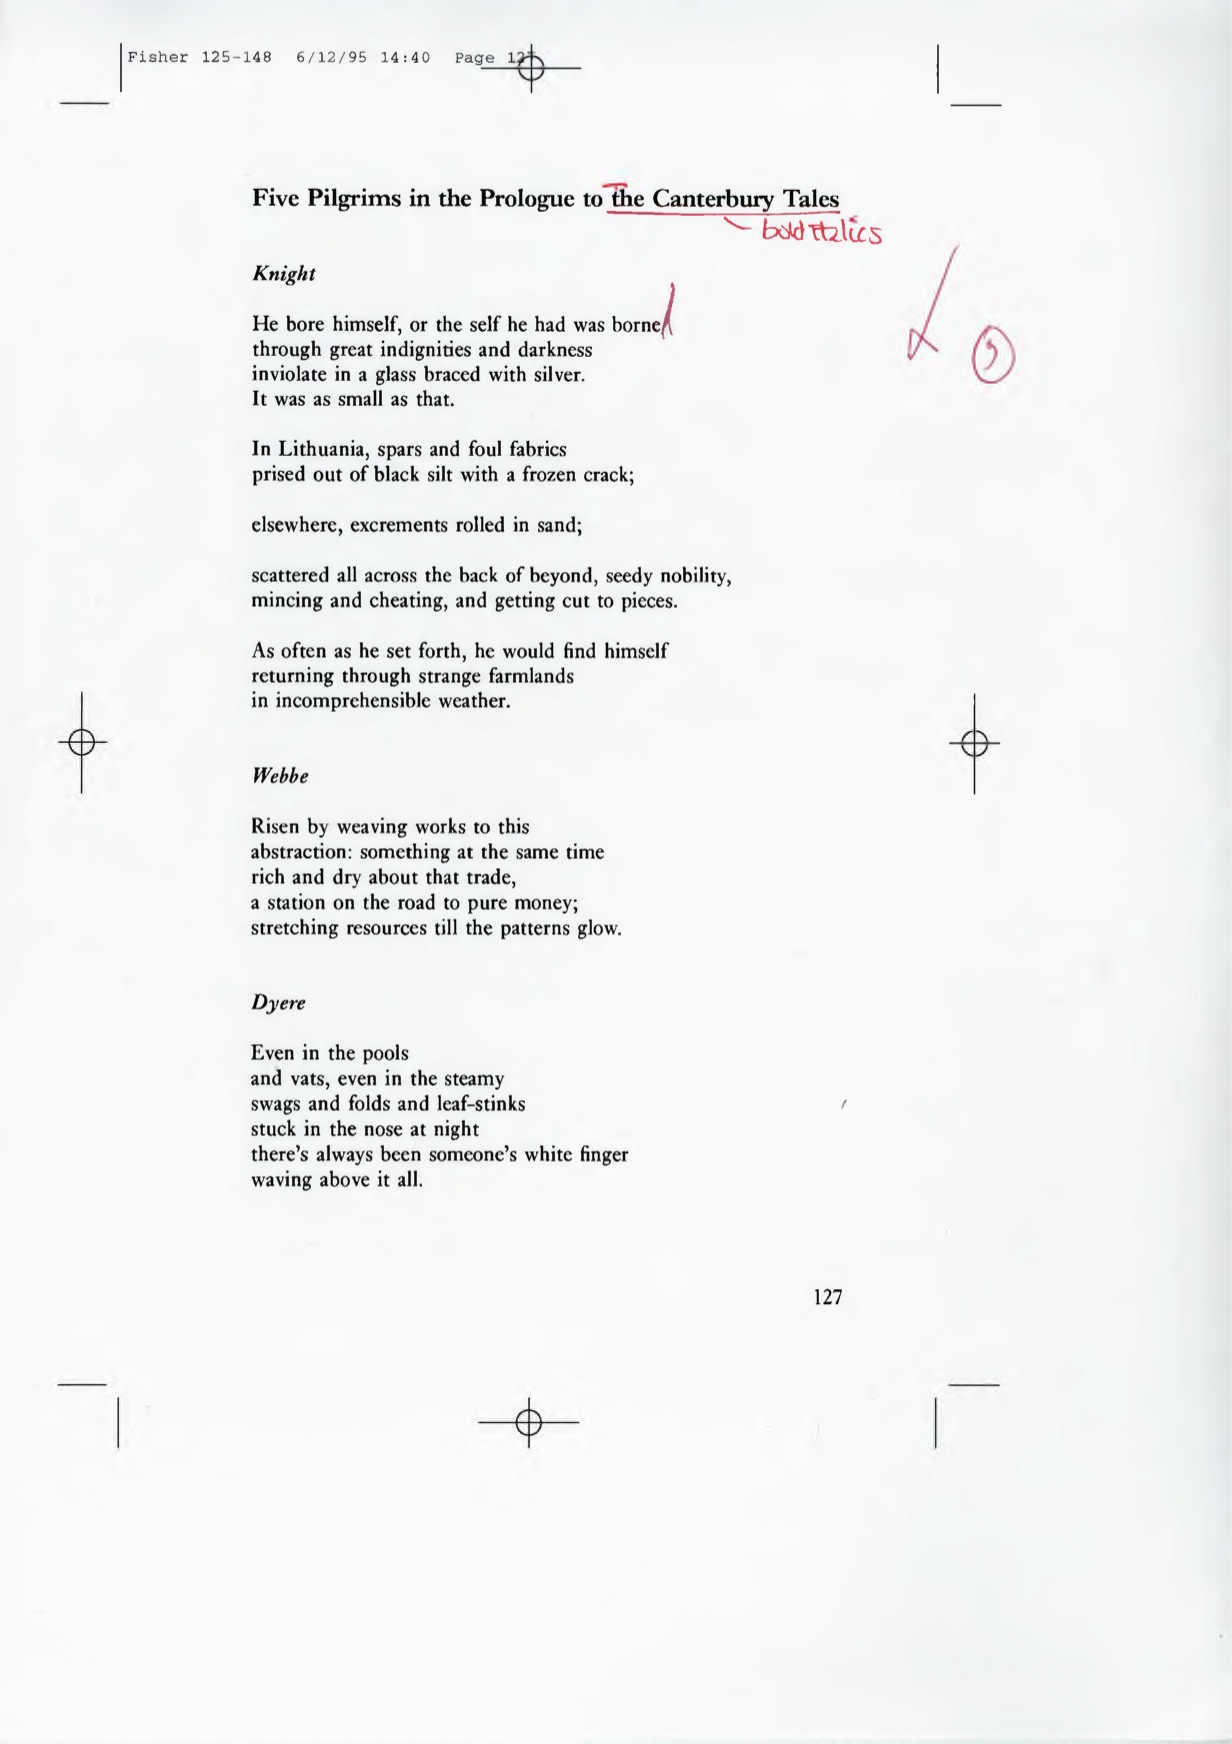 Fisher 125-148 6/12/95 14:40 Page
Five Pilgrims in the Prologue to The Canterbury Tales
bold italics
Knight
He bore himself, or the self he had was borne
through great indignities and darkness
inviolate in a glass braced with silver.
It was as small as that.
In Lithuania, spars and foul fabrics
prised out of black silt with a frozen crack;
elsewhere, excrements rolled in sand;
scattered all across the back of beyond, seedy nobility,
mincing and cheating, and getting cut to pieces.
As often as he set forth, he would find himself
returning through strange farmlands
in incomprehensible weather.
Webbe
Risen by weaving works to this
abstraction: something at the same time
rich and dry about that trade,
a station on the road to pure money;
stretching resources till the patterns glow.
Dyere
Even in the pools
and vats, even in the steamy
swags and folds and leaf-stinks
stuck in the nose at night
there's always been someone's white finger
waving above it all.
127